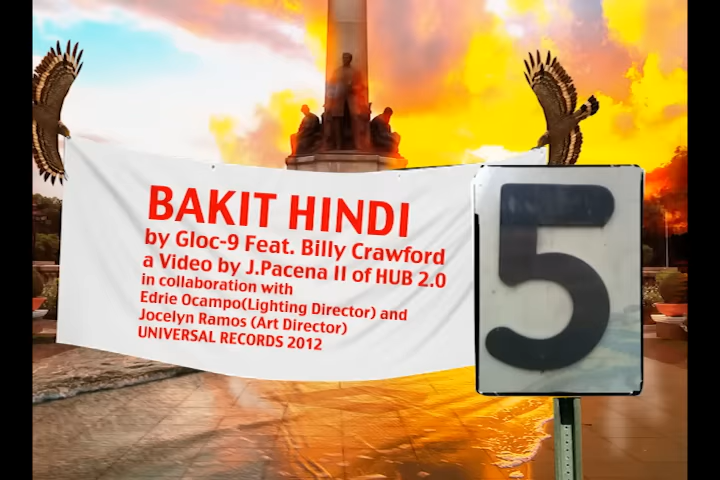 BAKIT HINDI
by Gloc-9 Feat. Billy Crawford
a Video by J.Pacena II of HUB 2.0
in collaboration with
Edrie Ocampo(Lighting Director) and
Jocelyn Ramos (Art Director)
UNIVERSAL RECORDS 2012
5